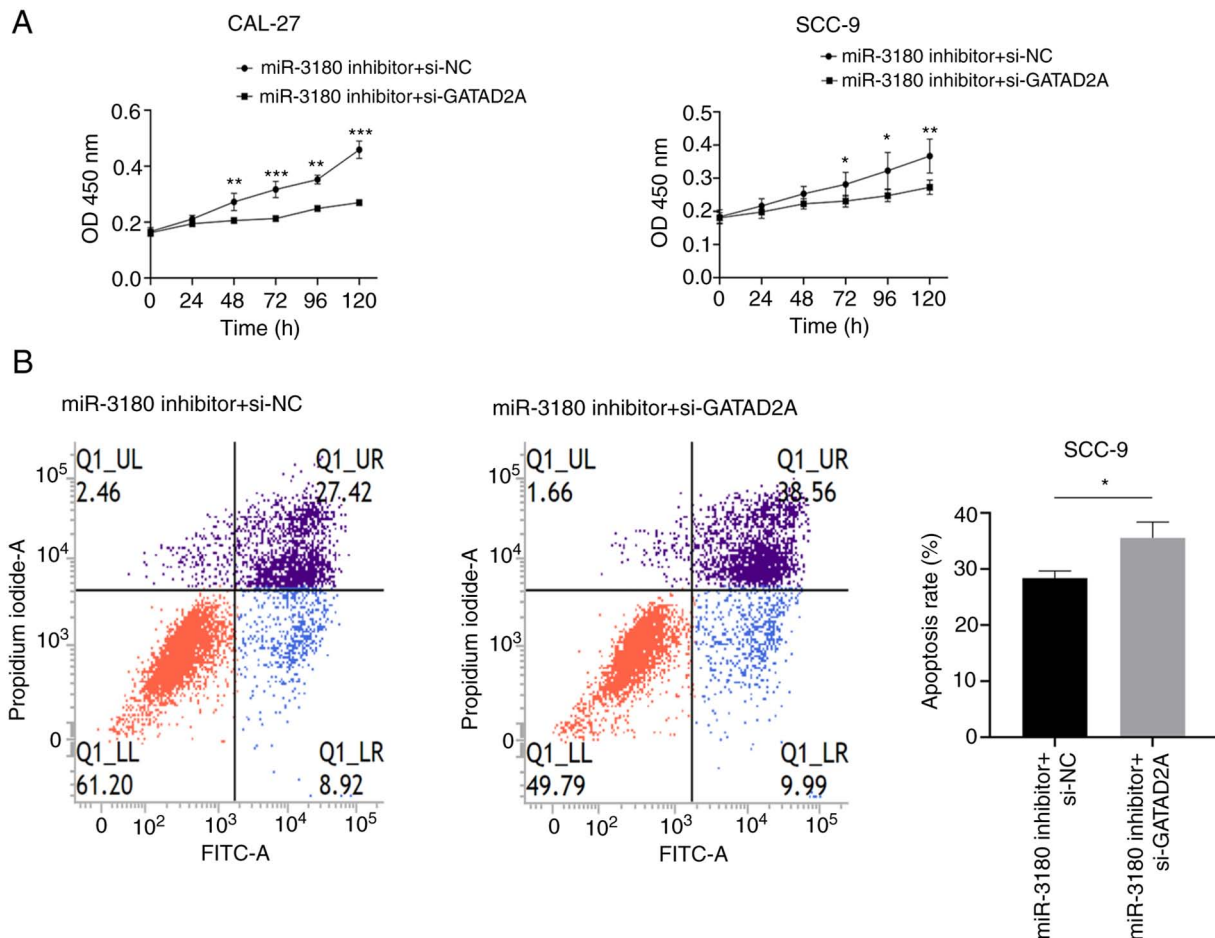 A
CAL-27
miR-3180 inhibitor+si-NC
miR-3180 inhibitor+si-GATAD2A
0.6
0.4
0.2
0.0
OD 450 nm
**
***
**
***
0
24
48
72
96
120
Time (h)
SCC-9
miR-3180 inhibitor+si-NC
miR-3180 inhibitor+si-GATAD2A
0.5
0.4
0.3
0.2
0.1
0.0
OD 450 nm
*
*
**
0
24
48
72
96
120
Time (h)
B
miR-3180 inhibitor+si-NC
Q1_UL
2.46
Q1_UR
27.42
Q1_LL
61.20
Q1_LR
8.92
10⁵
10⁴
10³
0
Propidium iodide-A
0
10²
10³
10⁴
10⁵
FITC-A
miR-3180 inhibitor+si-GATAD2A
Q1_UL
1.66
Q1_UR
38.56
Q1_LL
49.79
Q1_LR
9.99
10⁵
10⁴
10³
0
Propidium iodide-A
0
10²
10³
10⁴
10⁵
FITC-A
SCC-9
*
40
30
20
10
0
Apoptosis rate (%)
miR-3180 inhibitor+
si-NC
miR-3180 inhibitor+
si-GATAD2A